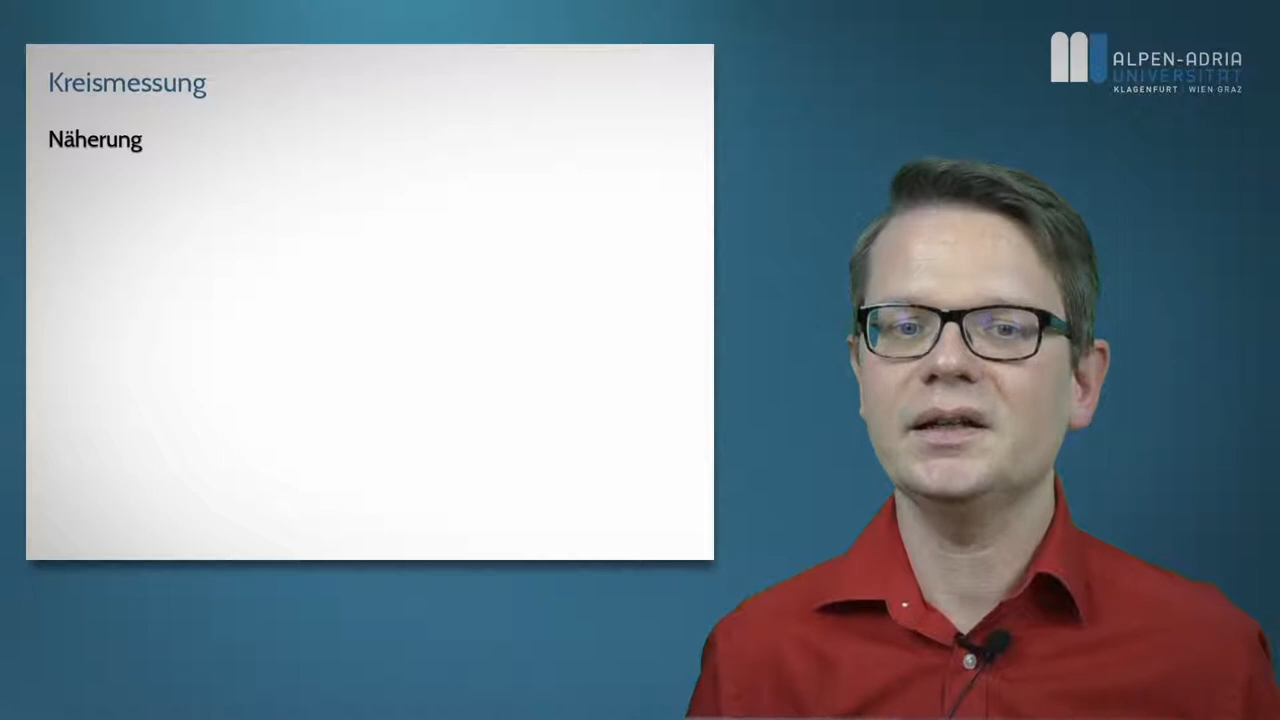 Kreismessung
Näherung
ALPEN-ADRIA
UNIVERSITÄT
KLAGENFURT | WIEN GRAZ